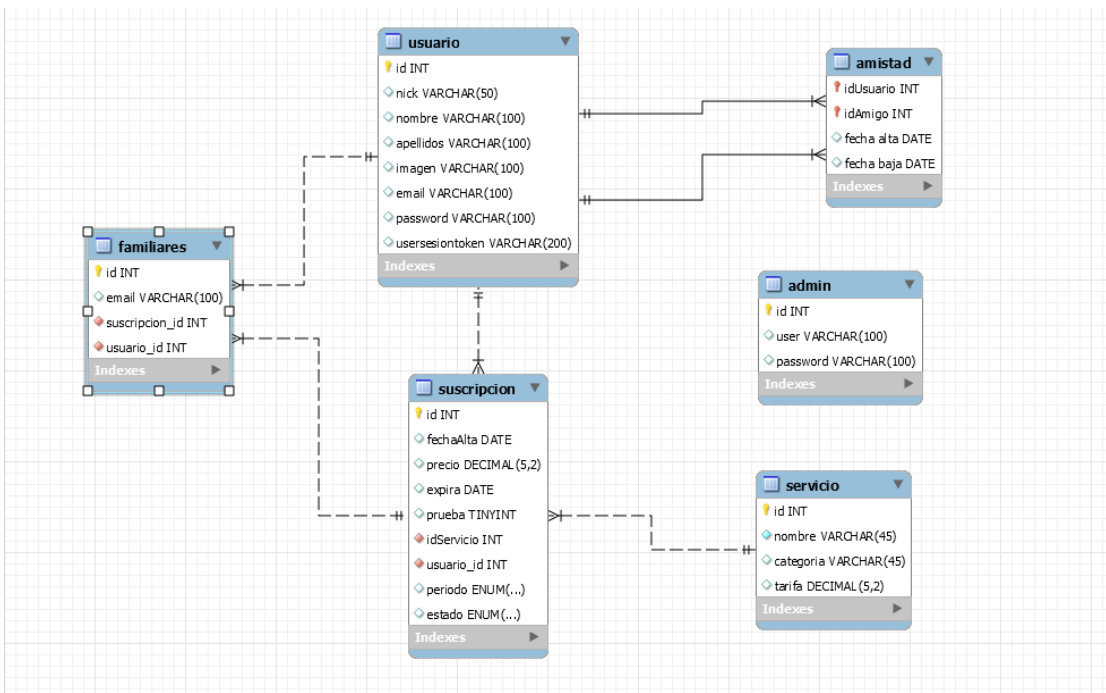 usuario
id INT
nick VARCHAR(50)
nombre VARCHAR(100)
apellidos VARCHAR(100)
imagen VARCHAR(100)
email VARCHAR(100)
password VARCHAR(100)
usersesiontoken VARCHAR(200)
Indexes
amistad
idUsuario INT
idAmigo INT
fecha alta DATE
fecha baja DATE
Indexes
familiares
id INT
email VARCHAR(100)
suscripcion_id INT
usuario_id INT
Indexes
admin
id INT
user VARCHAR(100)
password VARCHAR(100)
Indexes
suscripcion
id INT
fechaAlta DATE
precio DECIMAL(5,2)
expira DATE
prueba TINYINT
idServicio INT
usuario_id INT
periodo ENUM(...)
estado ENUM(...)
Indexes
servicio
id INT
nombre VARCHAR(45)
categoria VARCHAR(45)
tarifa DECIMAL(5,2)
Indexes